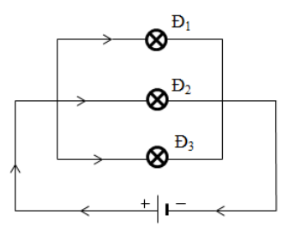 Đ₁
Đ₂
Đ₃
+ −